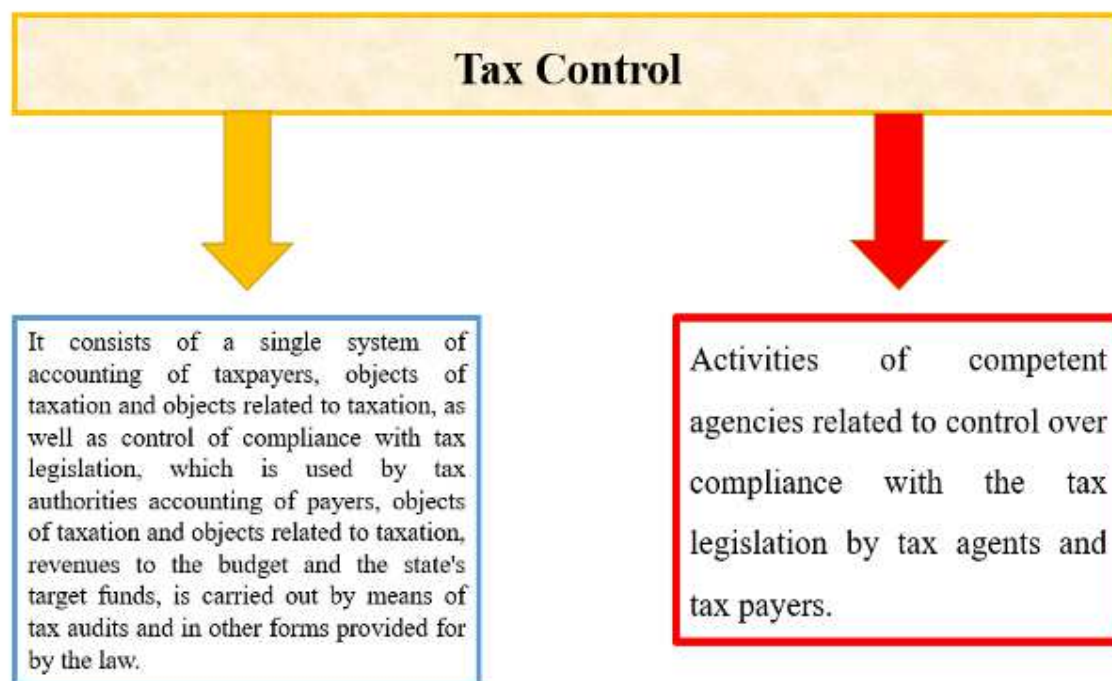 Tax Control
It consists of a single system of
accounting of taxpayers, objects of
taxation and objects related to taxation, as
well as control of compliance with tax
legislation, which is used by tax
authorities accounting of payers, objects
of taxation and objects related to taxation,
revenues to the budget and the state's
target funds, is carried out by means of
tax audits and in other forms provided for
by the law.
Activities of competent
agencies related to control over
compliance with the tax
legislation by tax agents and
tax payers.